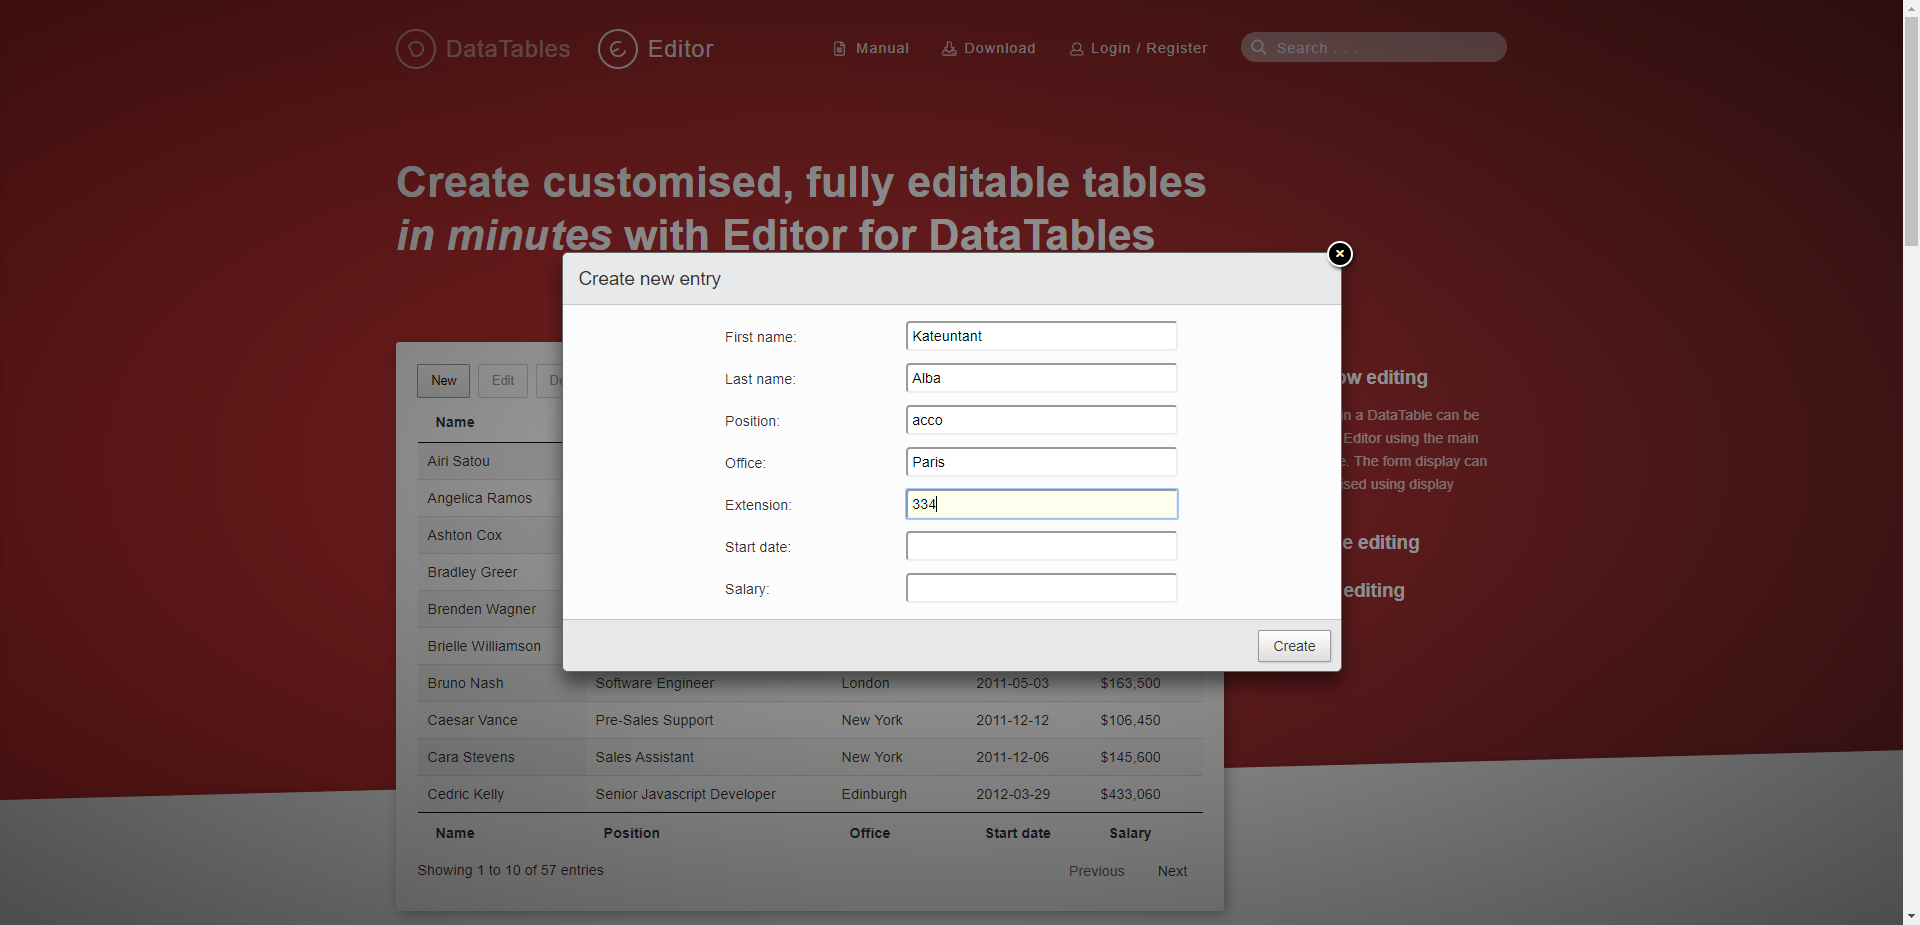 DataTables Editor Manual Download Login / Register Search . . .
Create customised, fully editable tables
in minutes with Editor for DataTables
Create new entry
First name: Kateuntant
Last name: Alba
Position: acco
Office: Paris
Extension: 334
Start date:
Salary:
Create
New Edit De
Name
Airi Satou
Angelica Ramos
Ashton Cox
Bradley Greer
Brenden Wagner
Brielle Williamson
Bruno Nash Software Engineer London 2011-05-03 $163,500
Caesar Vance Pre-Sales Support New York 2011-12-12 $106,450
Cara Stevens Sales Assistant New York 2011-12-06 $145,600
Cedric Kelly Senior Javascript Developer Edinburgh 2012-03-29 $433,060
Name Position Office Start date Salary
Showing 1 to 10 of 57 entries Previous Next
ow editing
in a DataTable can be
Editor using the main
e. The form display can
ised using display
e editing
editing